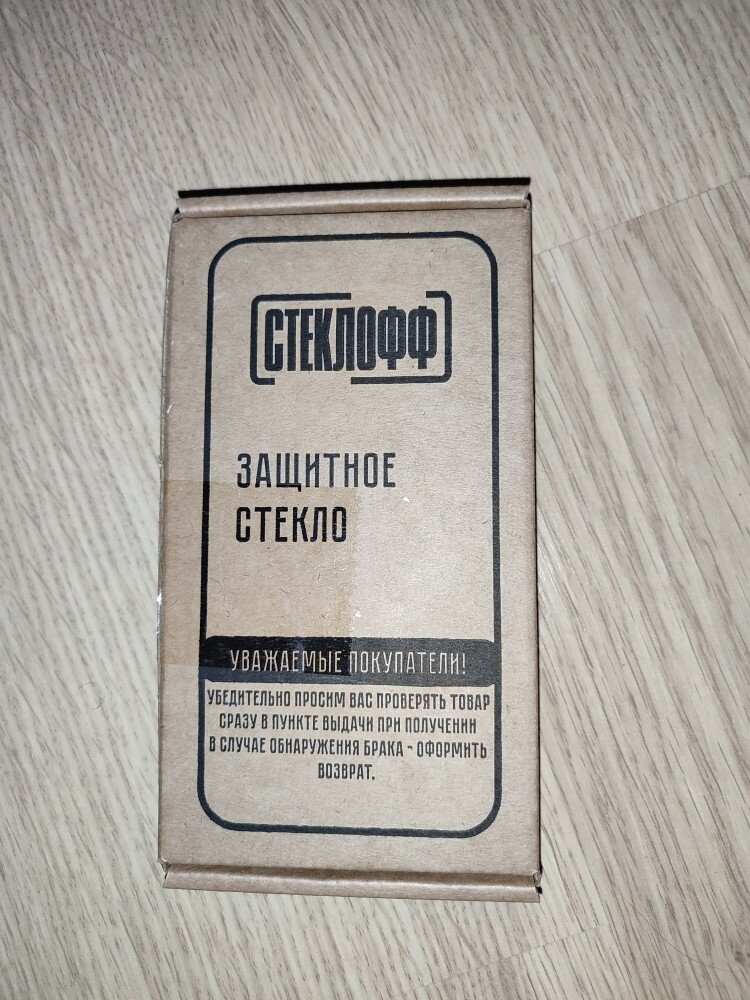 СТЕКЛОФФ
ЗАЩИТНОЕ
СТЕКЛО
УВАЖАЕМЫЕ ПОКУПАТЕЛИ!
УБЕДИТЕЛЬНО ПРОСИМ ВАС ПРОВЕРЯТЬ ТОВАР
СРАЗУ В ПУНКТЕ ВЫДАЧИ ПРИ ПОЛУЧЕНИИ
В СЛУЧАЕ ОБНАРУЖЕНИЯ БРАКА - ОФОРМИТЬ
ВОЗВРАТ.